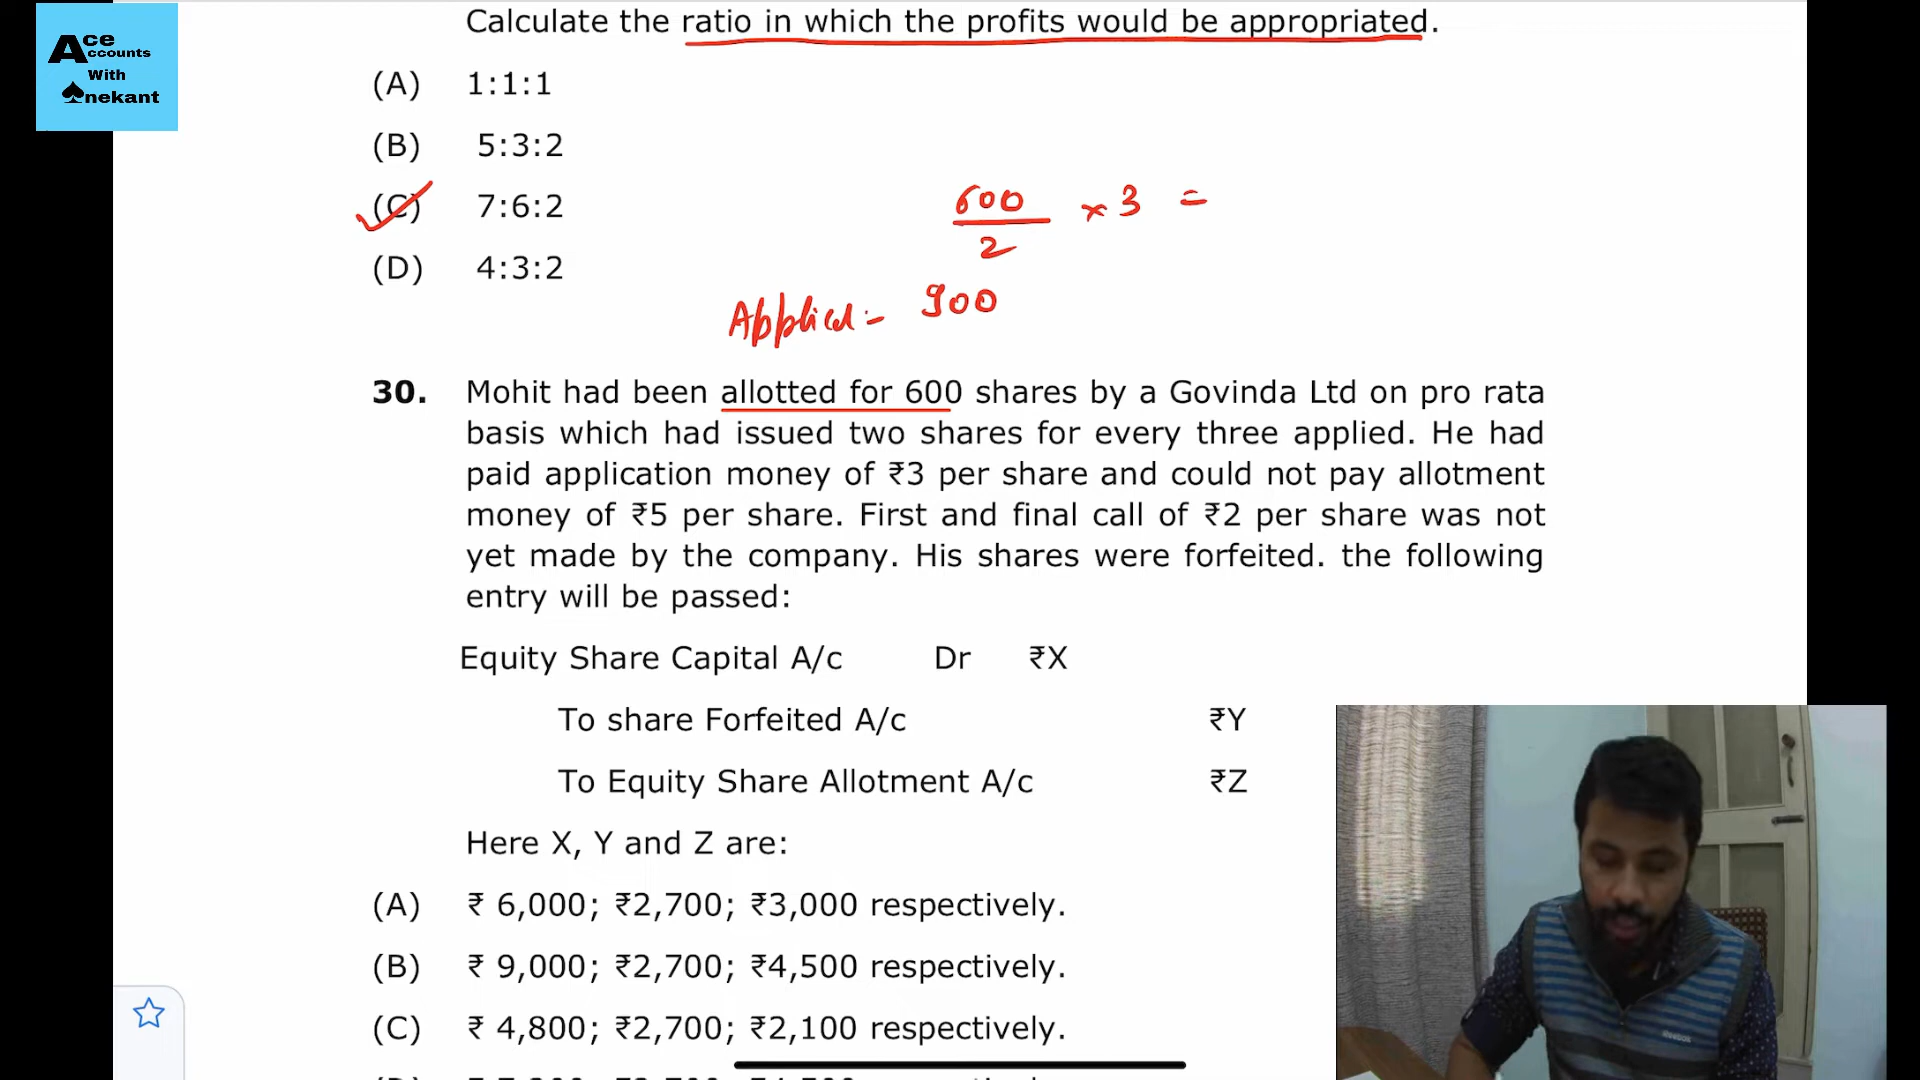 Ace
Accounts
With
Anekant
Calculate the ratio in which the profits would be appropriated.
(A) 1:1:1
(B) 5:3:2
(C) 7:6:2
(D) 4:3:2
600
2
× 3 =
Applied :- 900
30. Mohit had been allotted for 600 shares by a Govinda Ltd on pro rata
basis which had issued two shares for every three applied. He had
paid application money of ₹3 per share and could not pay allotment
money of ₹5 per share. First and final call of ₹2 per share was not
yet made by the company. His shares were forfeited. the following
entry will be passed:
Equity Share Capital A/c Dr ₹X
To share Forfeited A/c ₹Y
To Equity Share Allotment A/c ₹Z
Here X, Y and Z are:
(A) ₹ 6,000; ₹2,700; ₹3,000 respectively.
(B) ₹ 9,000; ₹2,700; ₹4,500 respectively.
(C) ₹ 4,800; ₹2,700; ₹2,100 respectively.